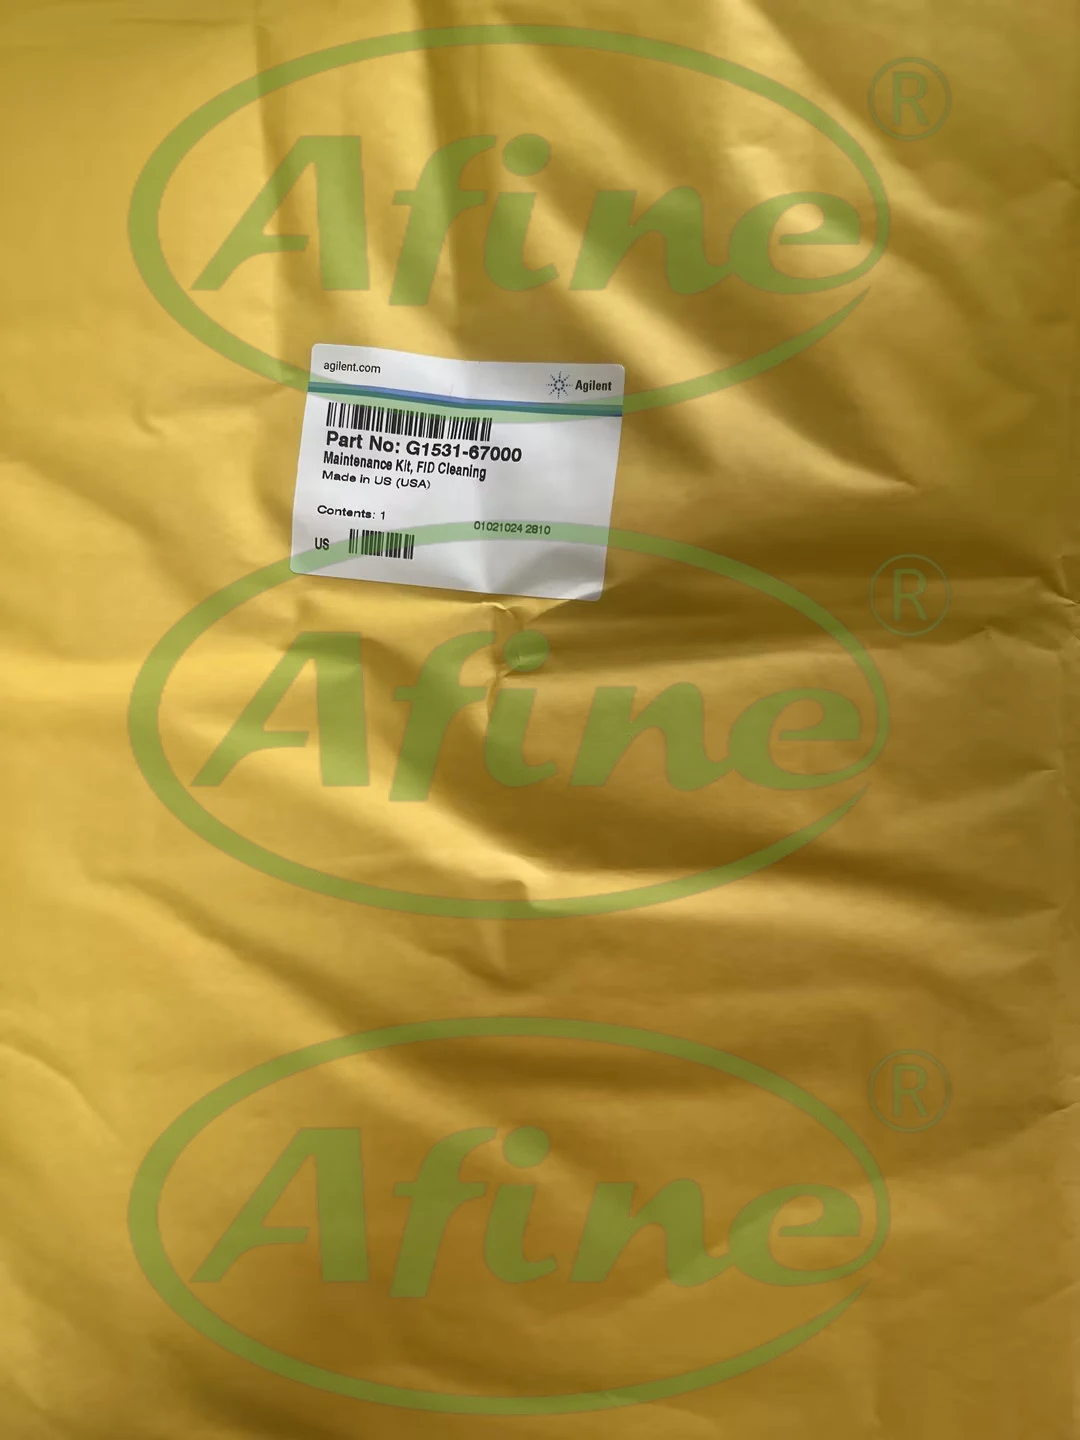 Afine ®
agilent.com
Agilent
Part No: G1531-67000
Maintenance Kit, FID Cleaning
Made in US (USA)
Contents: 1
01021024 2810
US
Afine ®
Afine ®